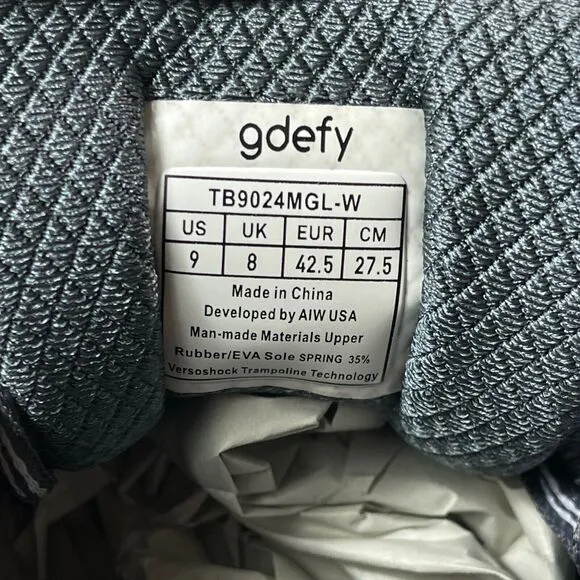 gdefy
TB9024MGL-W
US UK EUR CM
9 8 42.5 27.5
Made in China
Developed by AIW USA
Man-made Materials Upper
Rubber/EVA Sole SPRING 35%
Versoshock Trampoline Technology